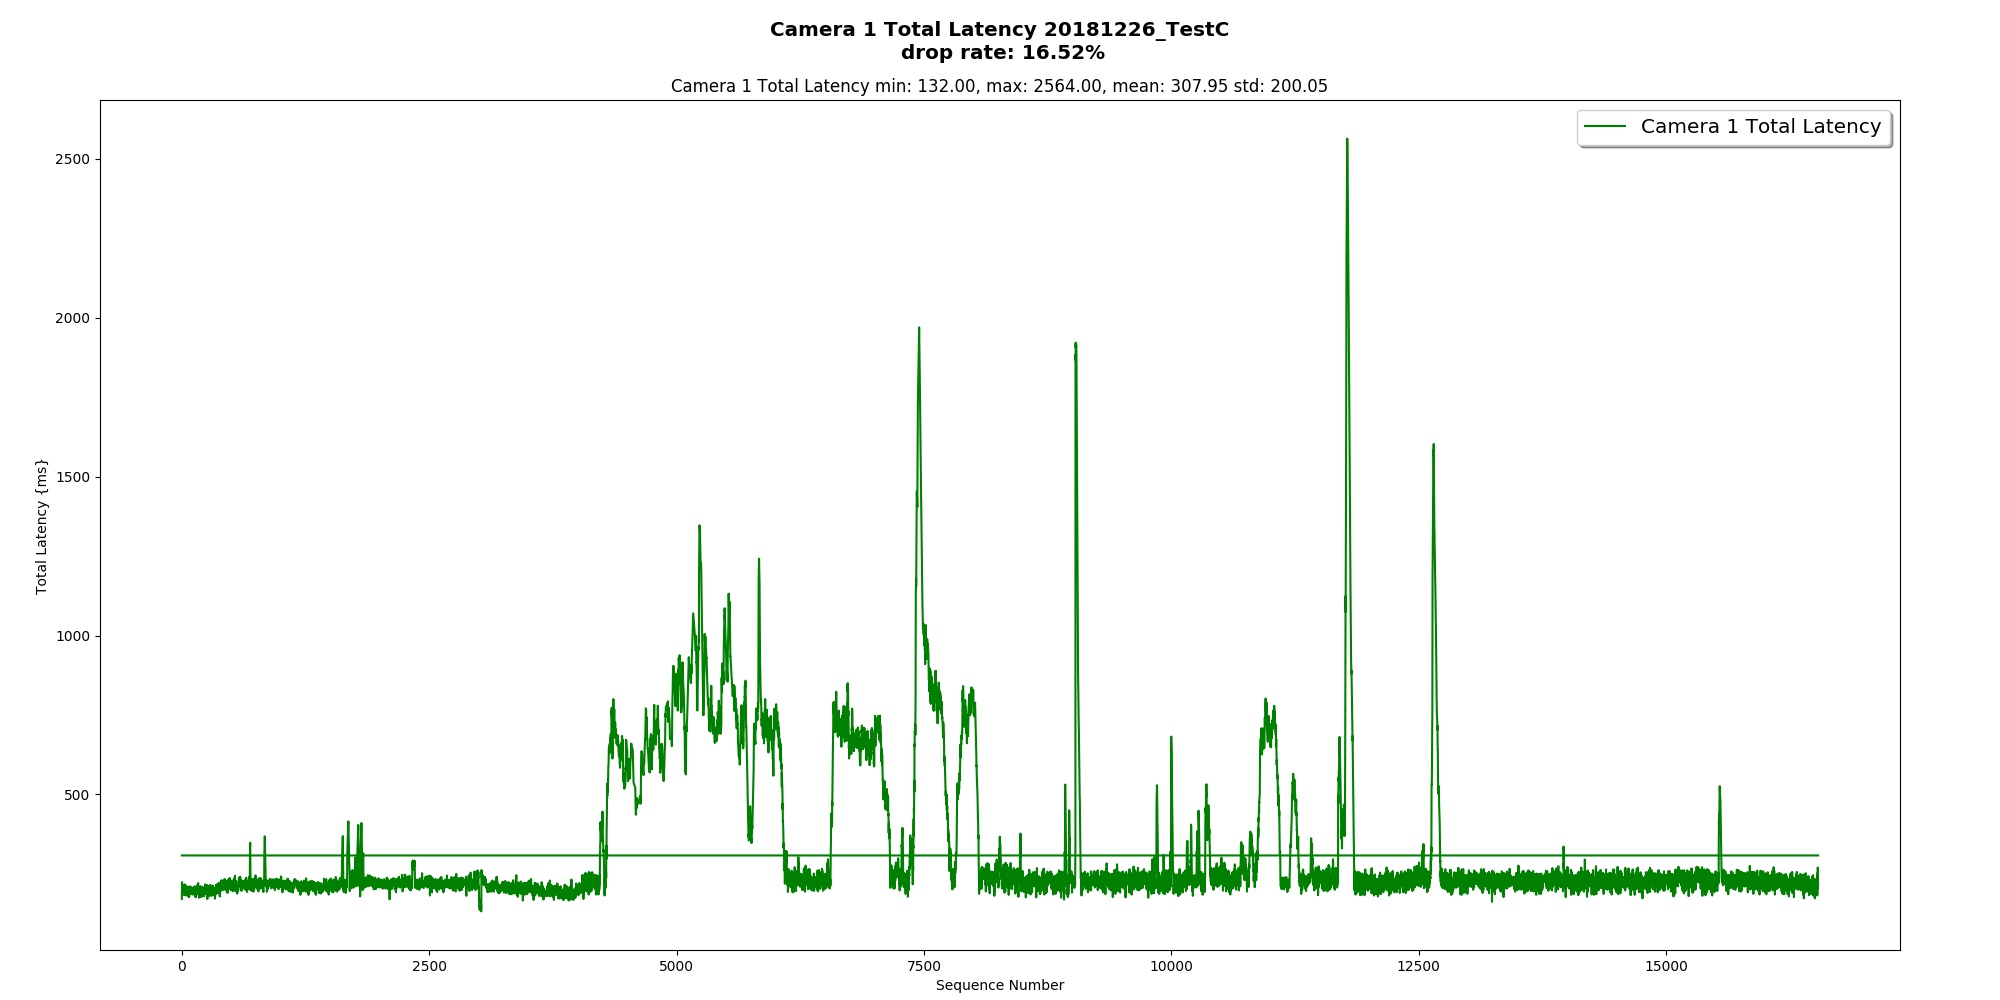 Camera 1 Total Latency 20181226_TestC
drop rate: 16.52%
Camera 1 Total Latency min: 132.00, max: 2564.00, mean: 307.95 std: 200.05
Camera 1 Total Latency
2500
2000
1500
1000
500
Total Latency {ms}
0 2500 5000 7500 10000 12500 15000
Sequence Number